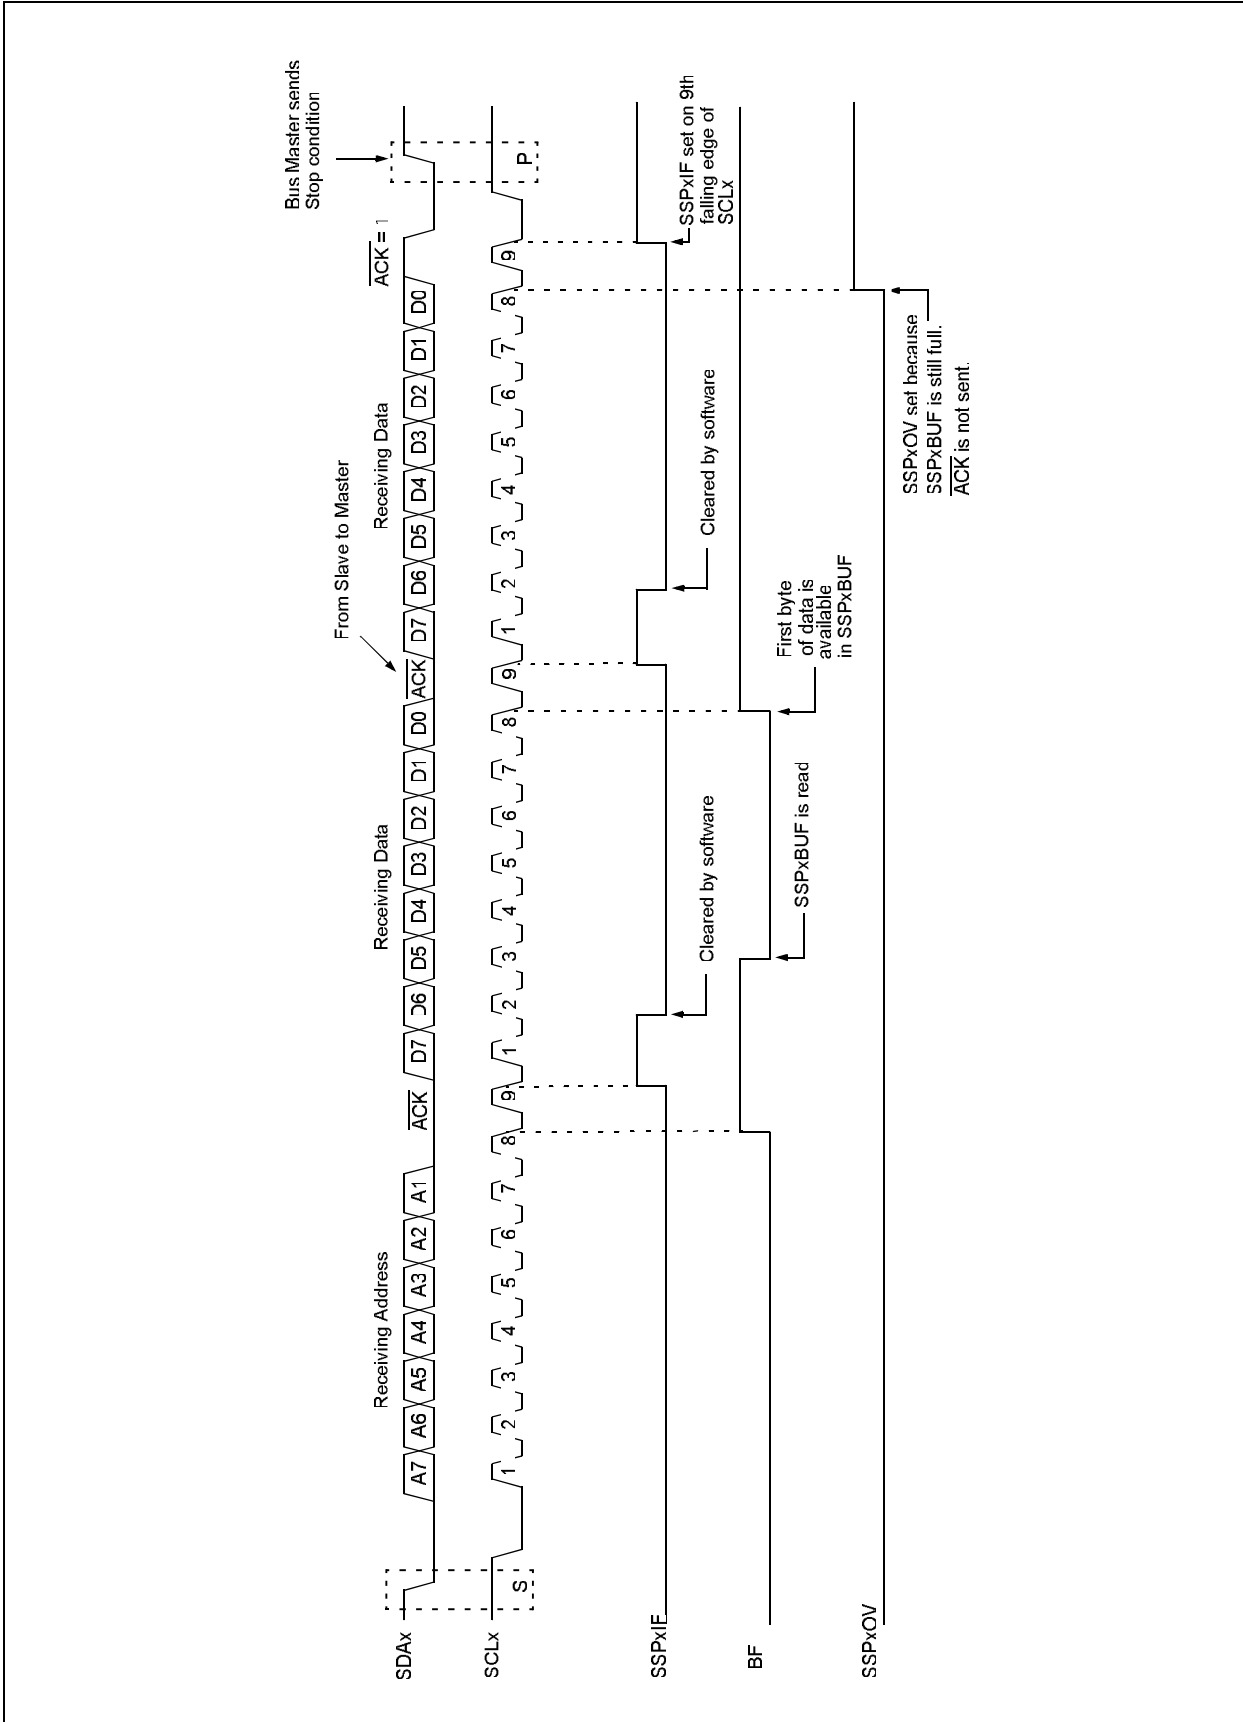 Bus Master sends
Stop condition
From Slave to Master
Receiving Address
Receiving Data
Receiving Data
ACK = 1
SDAx
A7 A6 A5 A4 A3 A2 A1
ACK
D7 D6 D5 D4 D3 D2 D1 D0
ACK
D7 D6 D5 D4 D3 D2 D1 D0
SCLx
S
1 2 3 4 5 6 7 8 9
1 2 3 4 5 6 7 8 9
1 2 3 4 5 6 7 8 9
P
SSPxIF
Cleared by software
Cleared by software
SSPxIF set on 9th
falling edge of
SCLx
BF
SSPxBUF is read
First byte
of data is
available
in SSPxBUF
SSPxOV
SSPxOV set because
SSPxBUF is still full.
ACK is not sent.